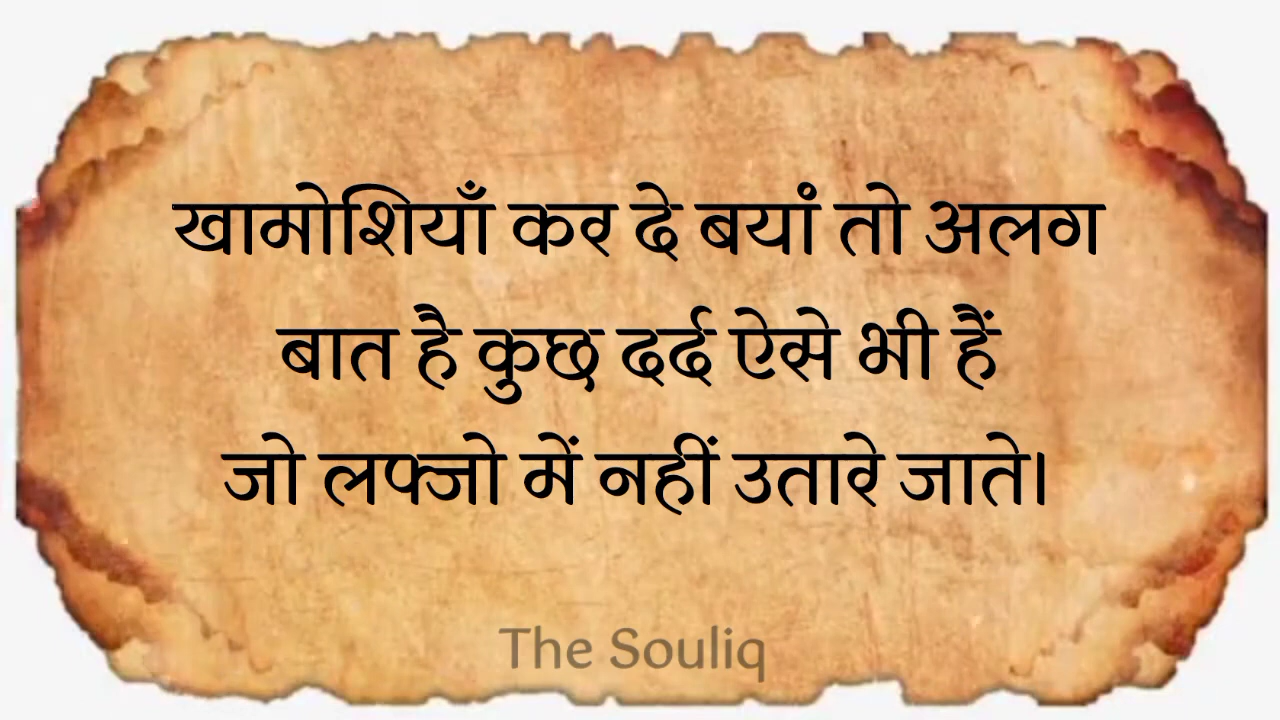 खामोशियाँ कर दे बयां तो अलग
बात है कुछ दर्द ऐसे भी हैं
जो लफ्जो में नहीं उतारे जाते।
The Souliq